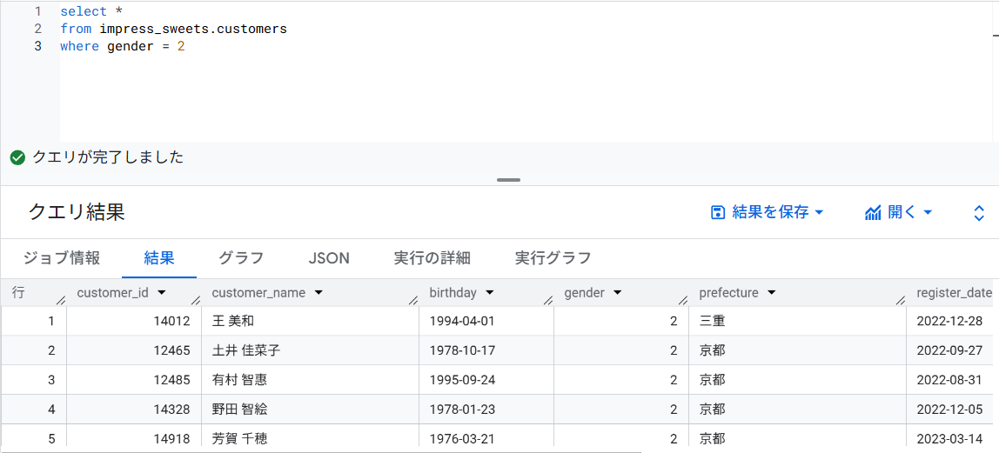 1 select *
2 from impress_sweets.customers
3 where gender = 2
クエリが完了しました
クエリ結果 結果を保存 開く
ジョブ情報 結果 グラフ JSON 実行の詳細 実行グラフ
行 customer_id customer_name birthday gender prefecture register_date
1 14012 王 美和 1994-04-01 2 三重 2022-12-28
2 12465 土井 佳菜子 1978-10-17 2 京都 2022-09-27
3 12485 有村 智惠 1995-09-24 2 京都 2022-08-31
4 14328 野田 智絵 1978-01-23 2 京都 2022-12-05
5 14918 芳賀 千穂 1976-03-21 2 京都 2023-03-14